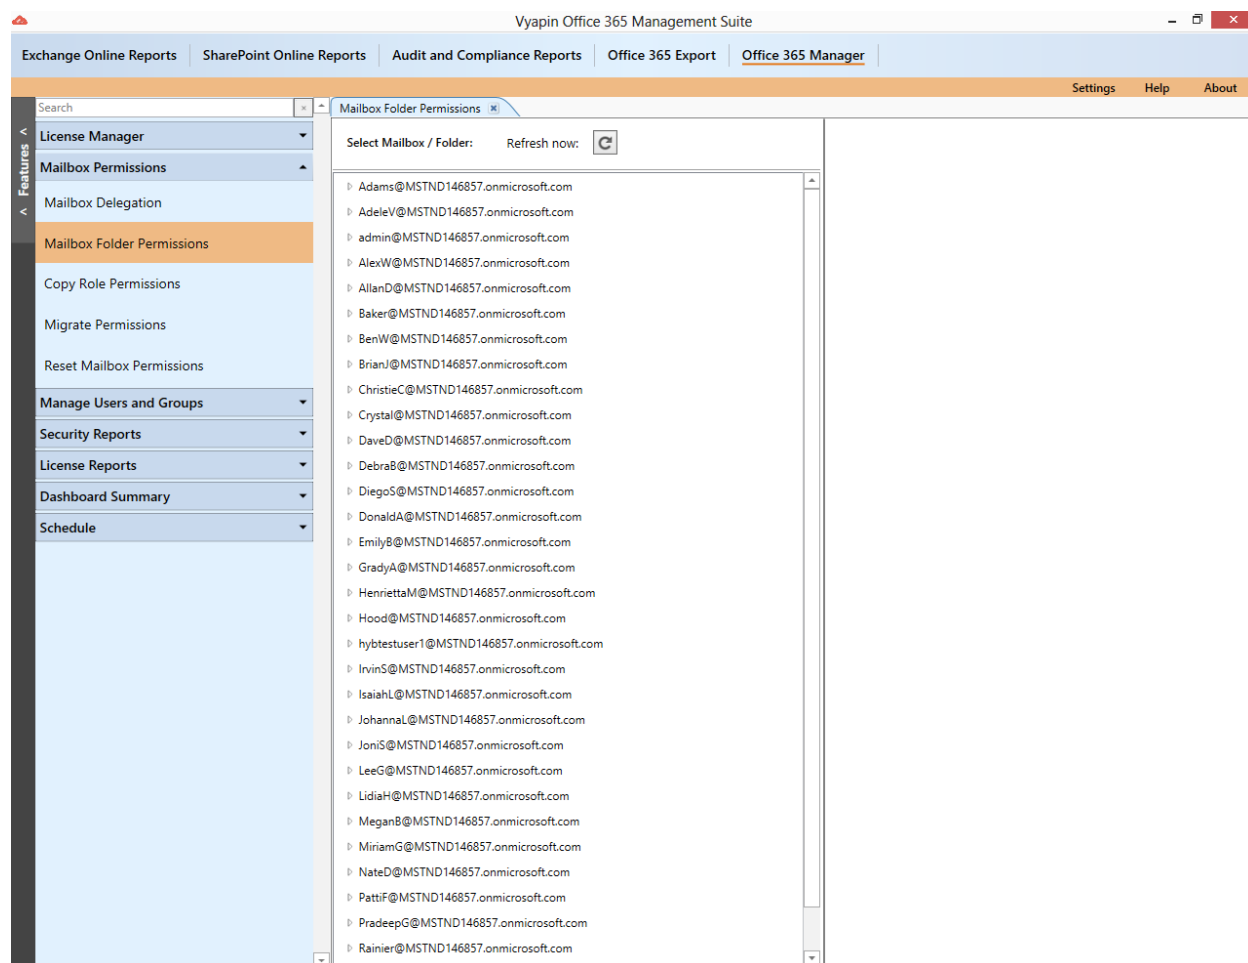 Vyapin Office 365 Management Suite
Exchange Online Reports SharePoint Online Reports Audit and Compliance Reports Office 365 Export Office 365 Manager
Settings Help About
Features
Search
License Manager
Mailbox Permissions
Mailbox Delegation
Mailbox Folder Permissions
Copy Role Permissions
Migrate Permissions
Reset Mailbox Permissions
Manage Users and Groups
Security Reports
License Reports
Dashboard Summary
Schedule
Mailbox Folder Permissions
Select Mailbox / Folder: Refresh now:
Adams@MSTND146857.onmicrosoft.com
AdeleV@MSTND146857.onmicrosoft.com
admin@MSTND146857.onmicrosoft.com
AlexW@MSTND146857.onmicrosoft.com
AllanD@MSTND146857.onmicrosoft.com
Baker@MSTND146857.onmicrosoft.com
BenW@MSTND146857.onmicrosoft.com
BrianJ@MSTND146857.onmicrosoft.com
ChristieC@MSTND146857.onmicrosoft.com
Crystal@MSTND146857.onmicrosoft.com
DaveD@MSTND146857.onmicrosoft.com
DebraB@MSTND146857.onmicrosoft.com
DiegoS@MSTND146857.onmicrosoft.com
DonaldA@MSTND146857.onmicrosoft.com
EmilyB@MSTND146857.onmicrosoft.com
GradyA@MSTND146857.onmicrosoft.com
HenriettaM@MSTND146857.onmicrosoft.com
Hood@MSTND146857.onmicrosoft.com
hybtestuser1@MSTND146857.onmicrosoft.com
IrvinS@MSTND146857.onmicrosoft.com
IsaiahL@MSTND146857.onmicrosoft.com
JohannaL@MSTND146857.onmicrosoft.com
JoniS@MSTND146857.onmicrosoft.com
LeeG@MSTND146857.onmicrosoft.com
LidiaH@MSTND146857.onmicrosoft.com
MeganB@MSTND146857.onmicrosoft.com
MiriamG@MSTND146857.onmicrosoft.com
NateD@MSTND146857.onmicrosoft.com
PattiF@MSTND146857.onmicrosoft.com
PradeepG@MSTND146857.onmicrosoft.com
Rainier@MSTND146857.onmicrosoft.com